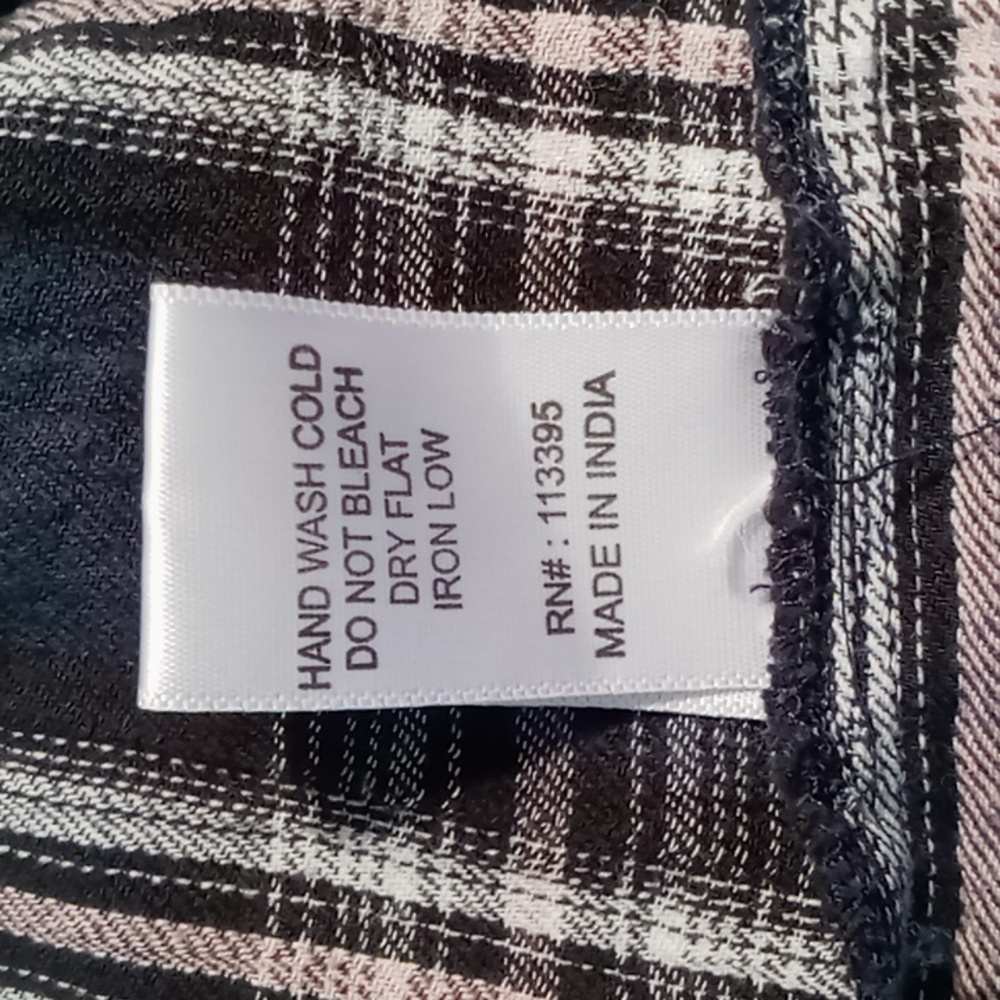 HAND WASH COLD
DO NOT BLEACH
DRY FLAT
IRON LOW
RN# : 113395
MADE IN INDIA